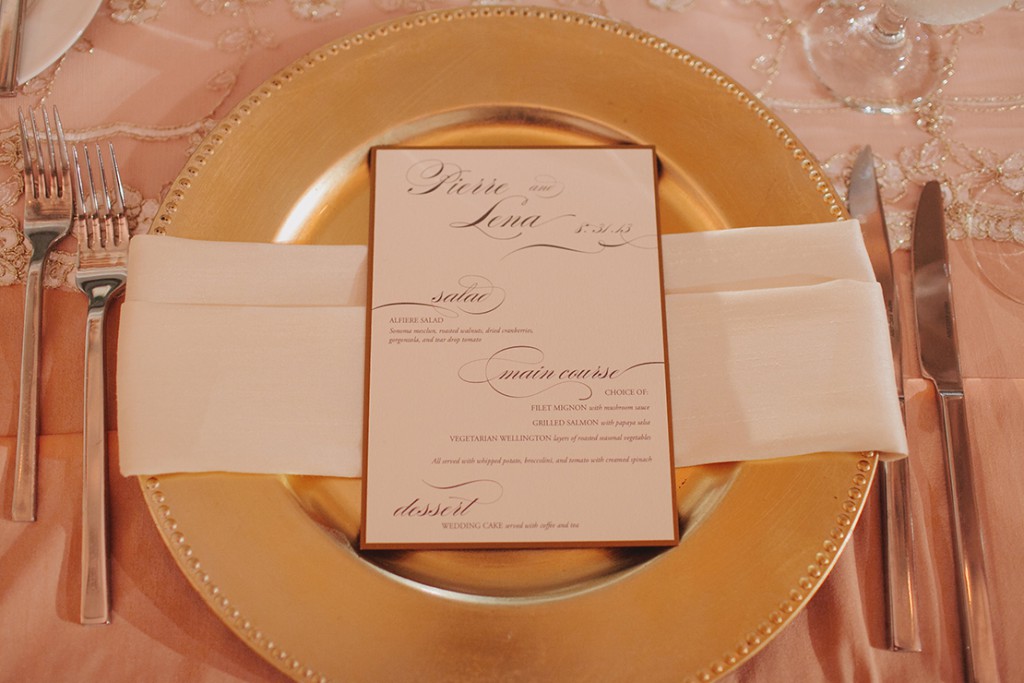 Pierre and
Lena 8.31.13
salad
ALFIERE SALAD
Sonoma mesclun, roasted walnuts, dried cranberries,
gorgonzola, and tear drop tomato
main course
CHOICE OF:
FILET MIGNON with mushroom sauce
GRILLED SALMON with papaya salsa
VEGETARIAN WELLINGTON layers of roasted seasonal vegetables
All served with whipped potato, broccolini, and tomato with creamed spinach
dessert
WEDDING CAKE served with coffee and tea